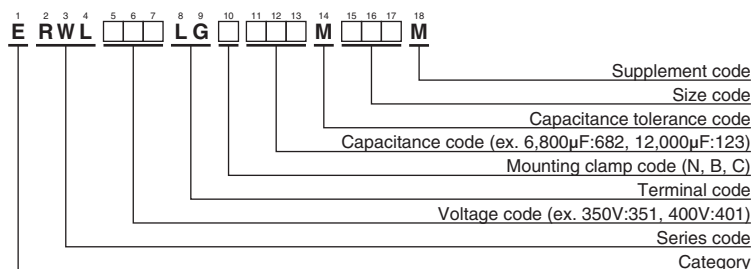 1 2 3 4 5 6 7 8 9 10 11 12 13 14 15 16 17 18
E RWL □□□ LG □ □□□ M □□□ M
Supplement code
Size code
Capacitance tolerance code
Capacitance code (ex. 6,800µF:682, 12,000µF:123)
Mounting clamp code (N, B, C)
Terminal code
Voltage code (ex. 350V:351, 400V:401)
Series code
Category